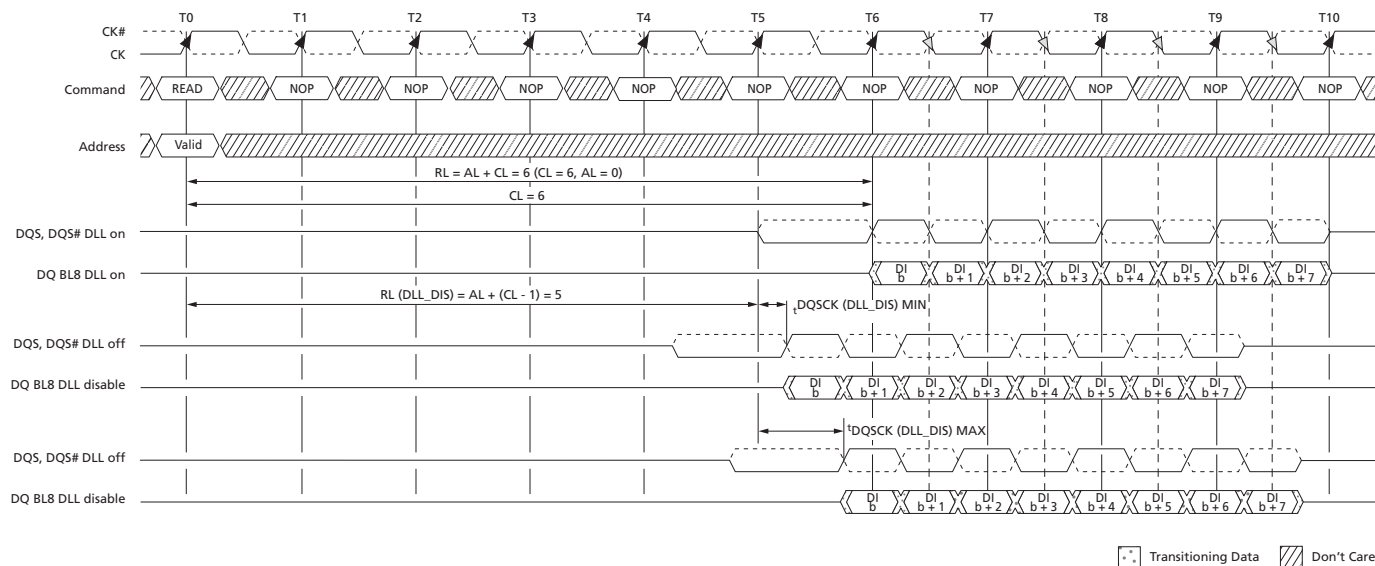 T0 T1 T2 T3 T4 T5 T6 T7 T8 T9 T10
CK#
CK
Command READ NOP NOP NOP NOP NOP NOP NOP NOP NOP NOP
Address Valid
RL = AL + CL = 6 (CL = 6, AL = 0)
CL = 6
DQS, DQS# DLL on
DQ BL8 DLL on DI b DI b + 1 DI b + 2 DI b + 3 DI b + 4 DI b + 5 DI b + 6 DI b + 7
RL (DLL_DIS) = AL + (CL - 1) = 5 tDQSCK (DLL_DIS) MIN
DQS, DQS# DLL off
DQ BL8 DLL disable DI b DI b + 1 DI b + 2 DI b + 3 DI b + 4 DI b + 5 DI b + 6 DI b + 7
tDQSCK (DLL_DIS) MAX
DQS, DQS# DLL off
DQ BL8 DLL disable DI b DI b + 1 DI b + 2 DI b + 3 DI b + 4 DI b + 5 DI b + 6 DI b + 7
Transitioning Data Don't Care